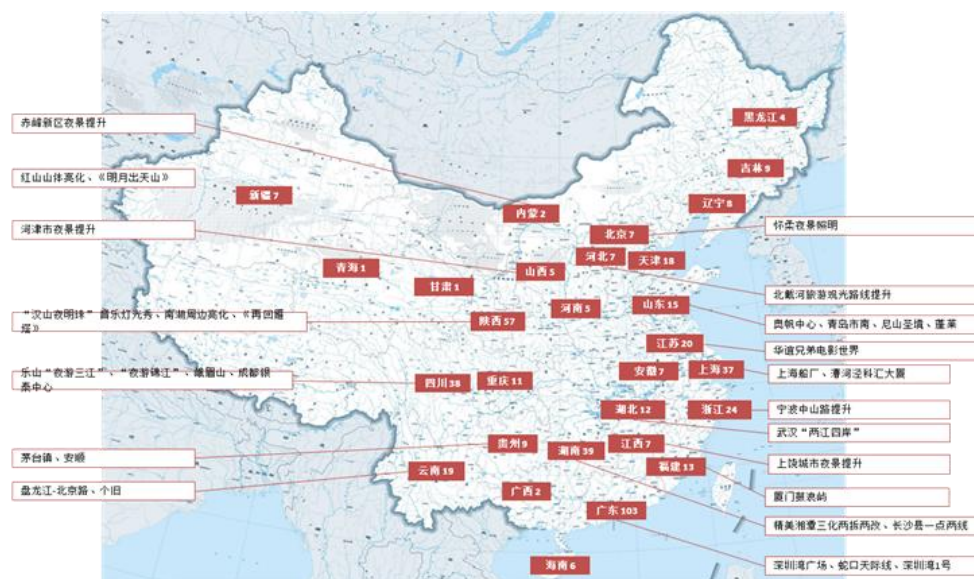 赤峰新区夜景提升
红山山体亮化、《明月出天山》
河津市夜景提升
"汉山夜明珠"音乐灯光秀、南湖周边亮化、《再回
》
乐山"夜游三江"、"夜游锦江"、峨眉山、成都银
泰中心
茅台镇、安顺
盘龙江-北京路、个旧
黑龙江 4
吉林 9
辽宁 8
新疆 7
内蒙 2
北京 7
河北 7
天津 18
青海 1
甘肃 1
山西 5
河南 5
山东 15
陕西 57
江苏 20
安徽 7
上海 37
四川 38
重庆 11
湖北 12
浙江 24
贵州 9
湖南 39
江西 7
云南 19
福建 13
广西 2
广东 103
海南 6
怀柔夜景照明
北戴河旅游观光路线提升
奥帆中心、青岛市南、尼山圣境、蓬莱
华谊兄弟电影世界
上海船厂、漕河泾科汇大厦
宁波中山路提升
武汉"两江四岸"
上饶城市夜景提升
厦门鼓浪屿
精美湘潭三化两拆两改、长沙县一点两线
深圳湾广场、蛇口天际线、深圳湾1号